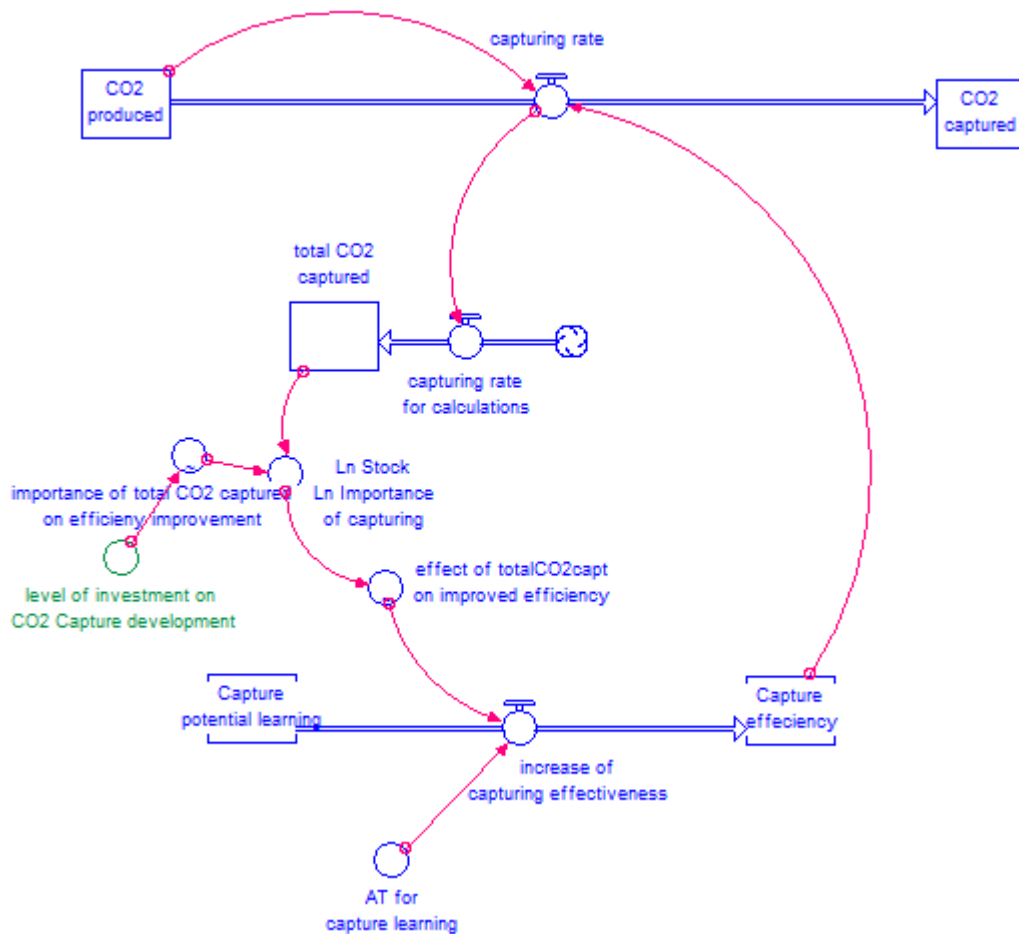 capturing rate
CO2
produced
CO2
captured
total CO2
captured
capturing rate
for calculations
Ln Stock
Ln Importance
of capturing
importance of total CO2 capture
on efficieny improvement
effect of totalCO2capt
on improved efficiency
level of investment on
CO2 Capture development
Capture
potential learning
Capture
effeciency
increase of
capturing effectiveness
AT for
capture learning